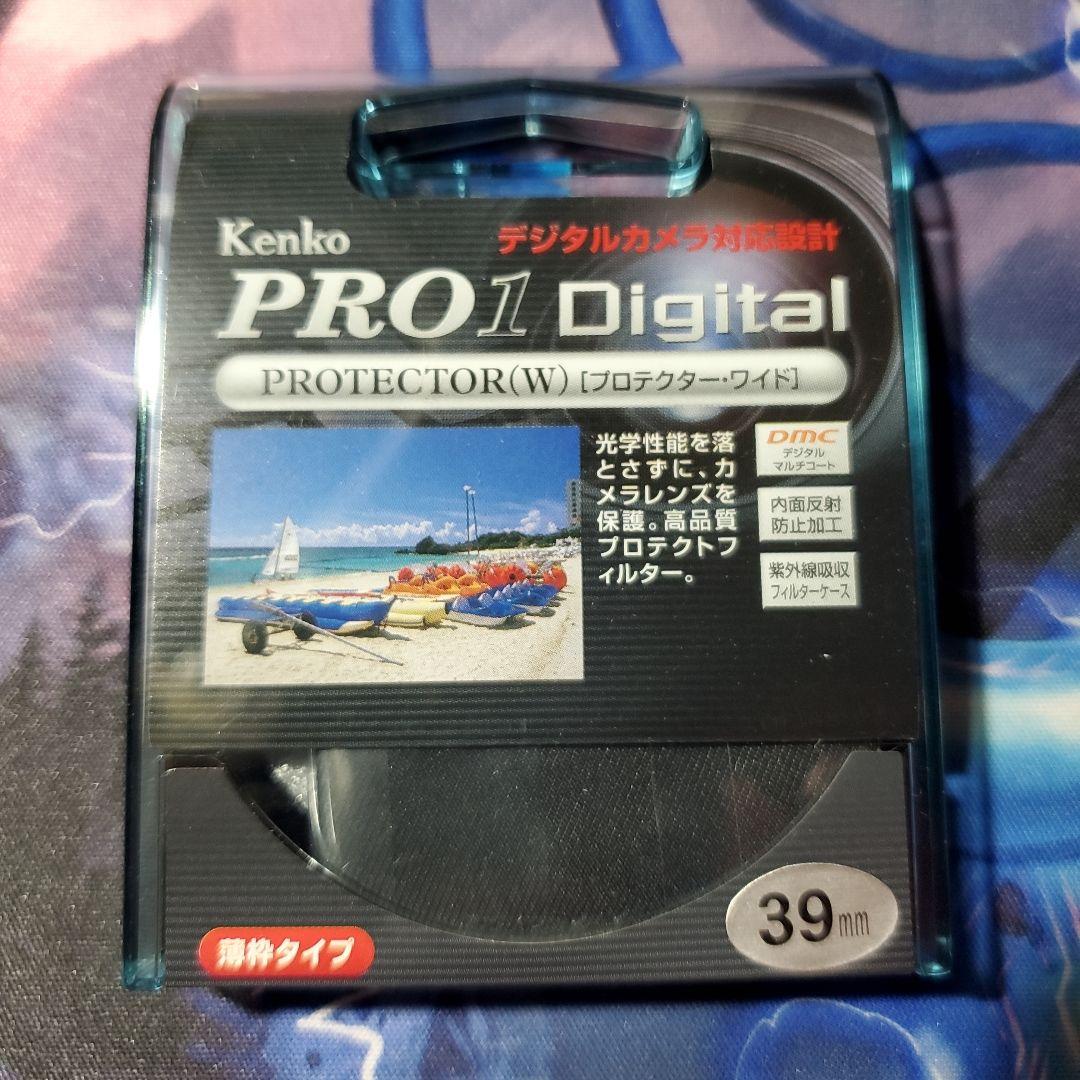 Kenko
デジタルカメラ対応設計
PRO1 Digital
PROTECTOR(W) [プロテクター・ワイド]
光学性能を落
とさずに、カ
メラレンズを
保護。高品質
プロテクトフ
ィルター。
DMC
デジタル
マルチコート
内面反射
防止加工
紫外線吸収
フィルターケース
薄枠タイプ
39mm